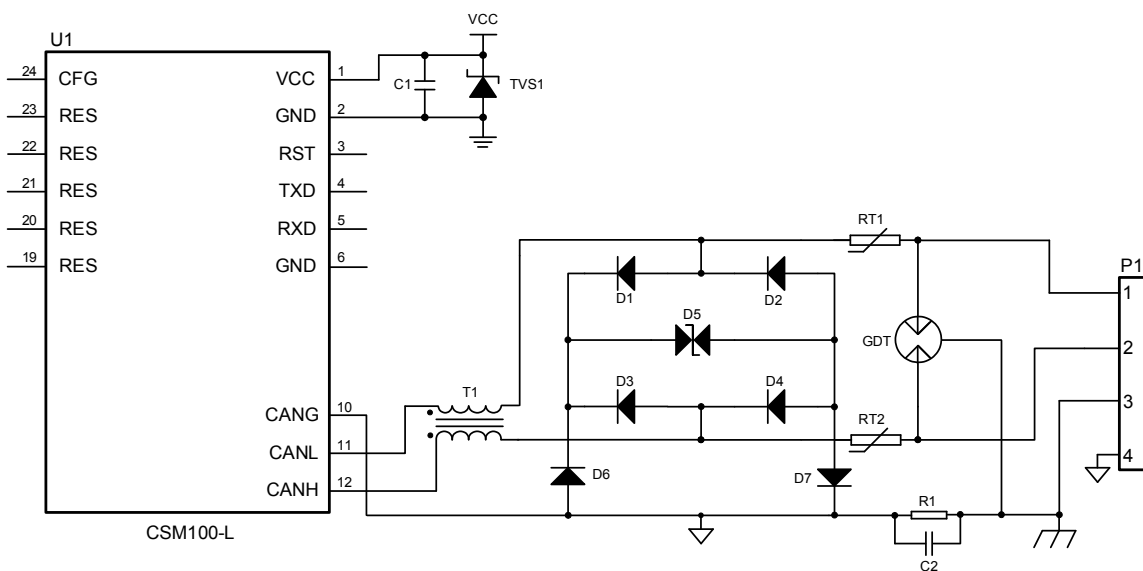 VCC
U1
24 CFG VCC 1
C1
TVS1
23 RES GND 2
22 RES RST 3
21 RES TXD 4
20 RES RXD 5
19 RES GND 6
RT1
P1
D1
D2
1
D5
GDT
2
T1
D3
D4
CANG 10
3
CANL 11
RT2
4
CANH 12
D6
D7
R1
CSM100-L
C2